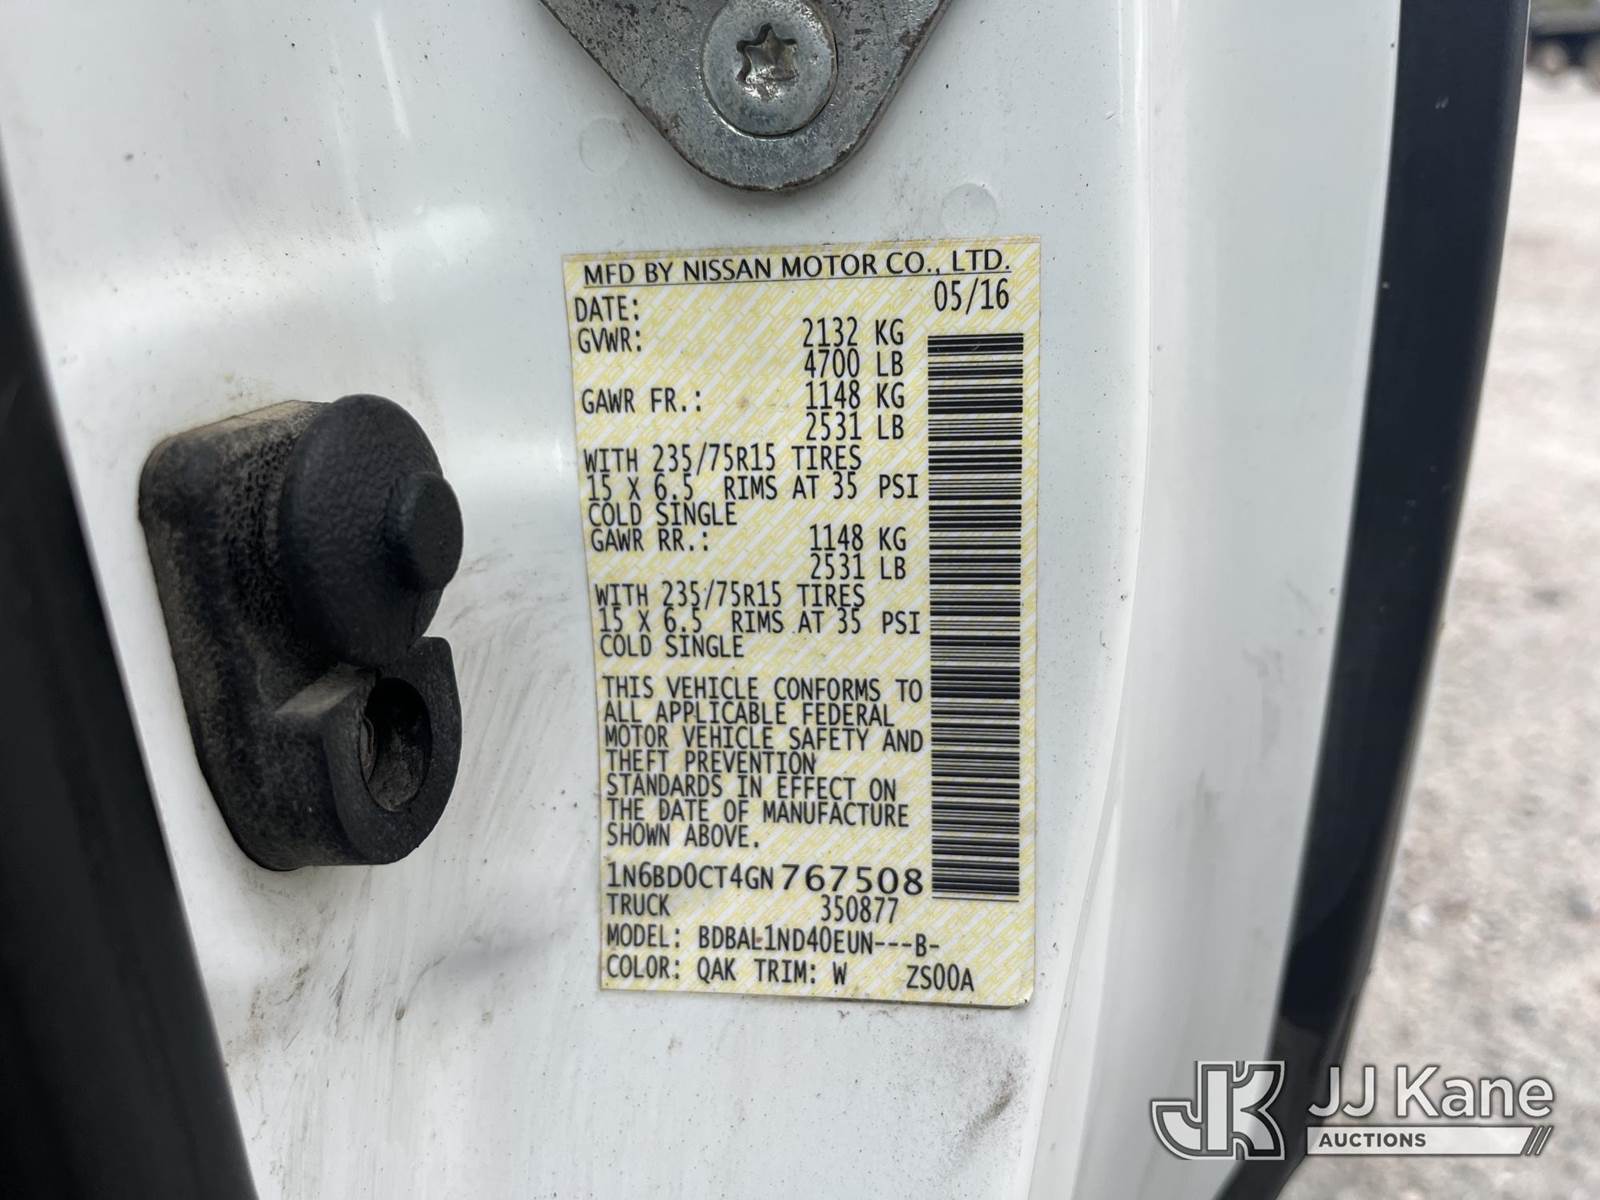 MFD BY NISSAN MOTOR CO., LTD.
DATE: 05/16
GVWR: 2132 KG
4700 LB
GAWR FR.: 1148 KG
2531 LB
WITH 235/75R15 TIRES
15 X 6.5 RIMS AT 35 PSI
COLD SINGLE
GAWR RR.: 1148 KG
2531 LB
WITH 235/75R15 TIRES
15 X 6.5 RIMS AT 35 PSI
COLD SINGLE
THIS VEHICLE CONFORMS TO
ALL APPLICABLE FEDERAL
MOTOR VEHICLE SAFETY AND
THEFT PREVENTION
STANDARDS IN EFFECT ON
THE DATE OF MANUFACTURE
SHOWN ABOVE.
1N6BD0CT4GN767508
TRUCK 350877
MODEL: BDBAL1ND40EUN---B-
COLOR: QAK TRIM: W ZS00A
JK JJ Kane
AUCTIONS